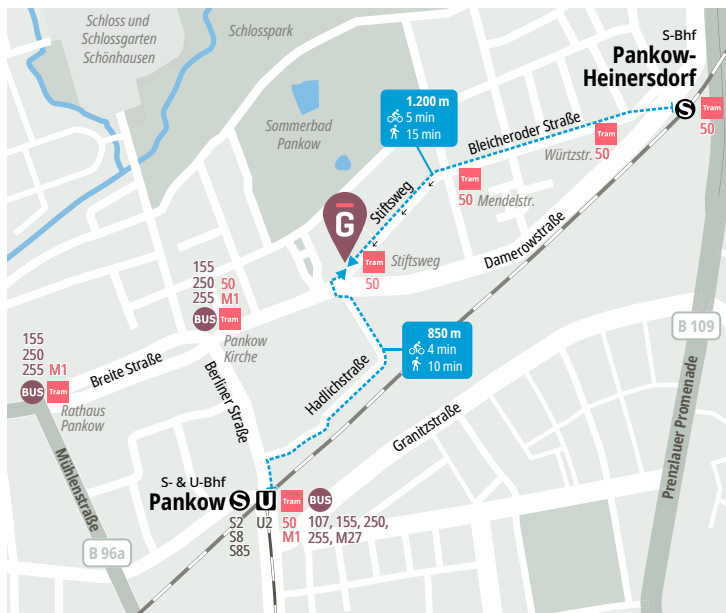 Schloss und
Schlossgarten
Schönhausen
Schlosspark
S-Bhf
Pankow-
Heinersdorf
S
Tram
50
1.200 m
5 min
15 min
Bleicheroder Straße
Tram
Würtzstr. 50
Sommerbad
Pankow
Tram
50 Mendelstr.
Stiftsweg
G
Damerowstraße
Tram
Stiftsweg
50
155
250 50
255 M1
BUS
Tram
Pankow
Kirche
B 109
850 m
4 min
10 min
155
250
255 M1
BUS
Tram
Breite Straße
Rathaus
Pankow
Berliner Straße
Hadlichstraße
Granitzstraße
Prenzlauer Promenade
Mühlenstraße
B 96a
S- & U-Bhf
Pankow
S
U
Tram
BUS
S2
S8
S85
U2
50
M1
107, 155, 250,
255, M27